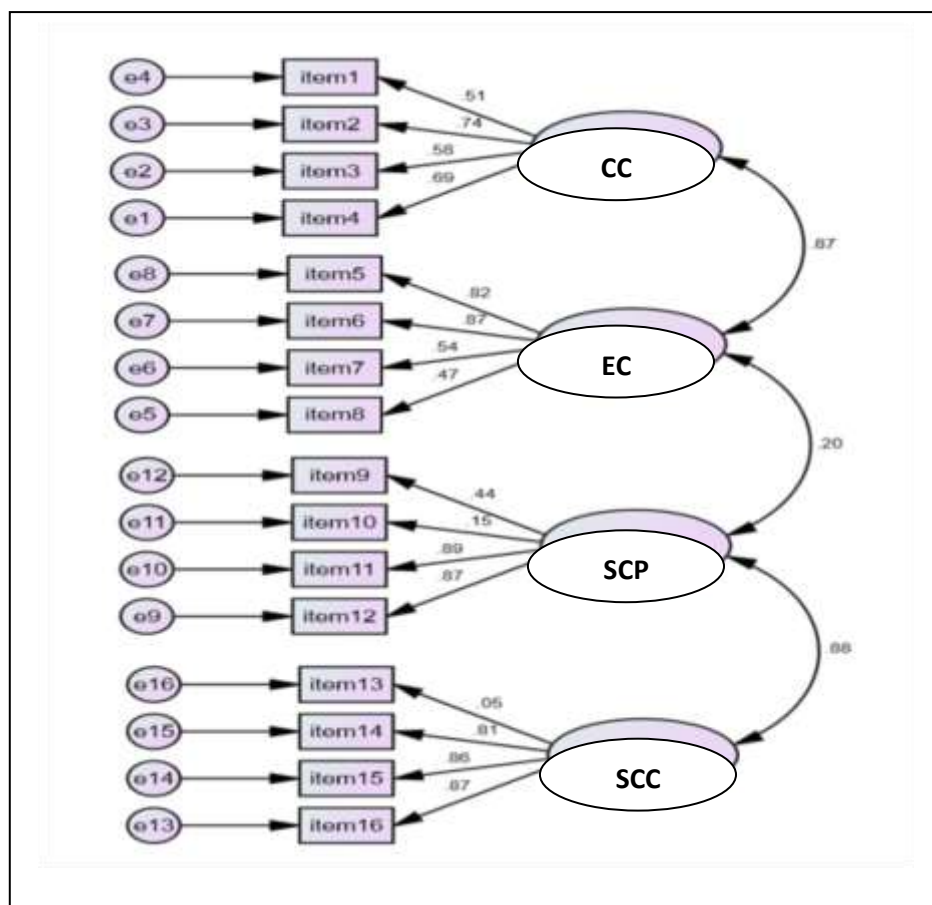 e4 item1 .51
e3 item2 .74
e2 item3 .58
e1 item4 .69
CC
.87
e8 item5 .82
e7 item6 .87
e6 item7 .54
e5 item8 .47
EC
.20
e12 item9 .44
e11 item10 .15
e10 item11 .89
e9 item12 .87
SCP
.88
e16 item13 .05
e15 item14 .81
e14 item15 .86
e13 item16 .87
SCC